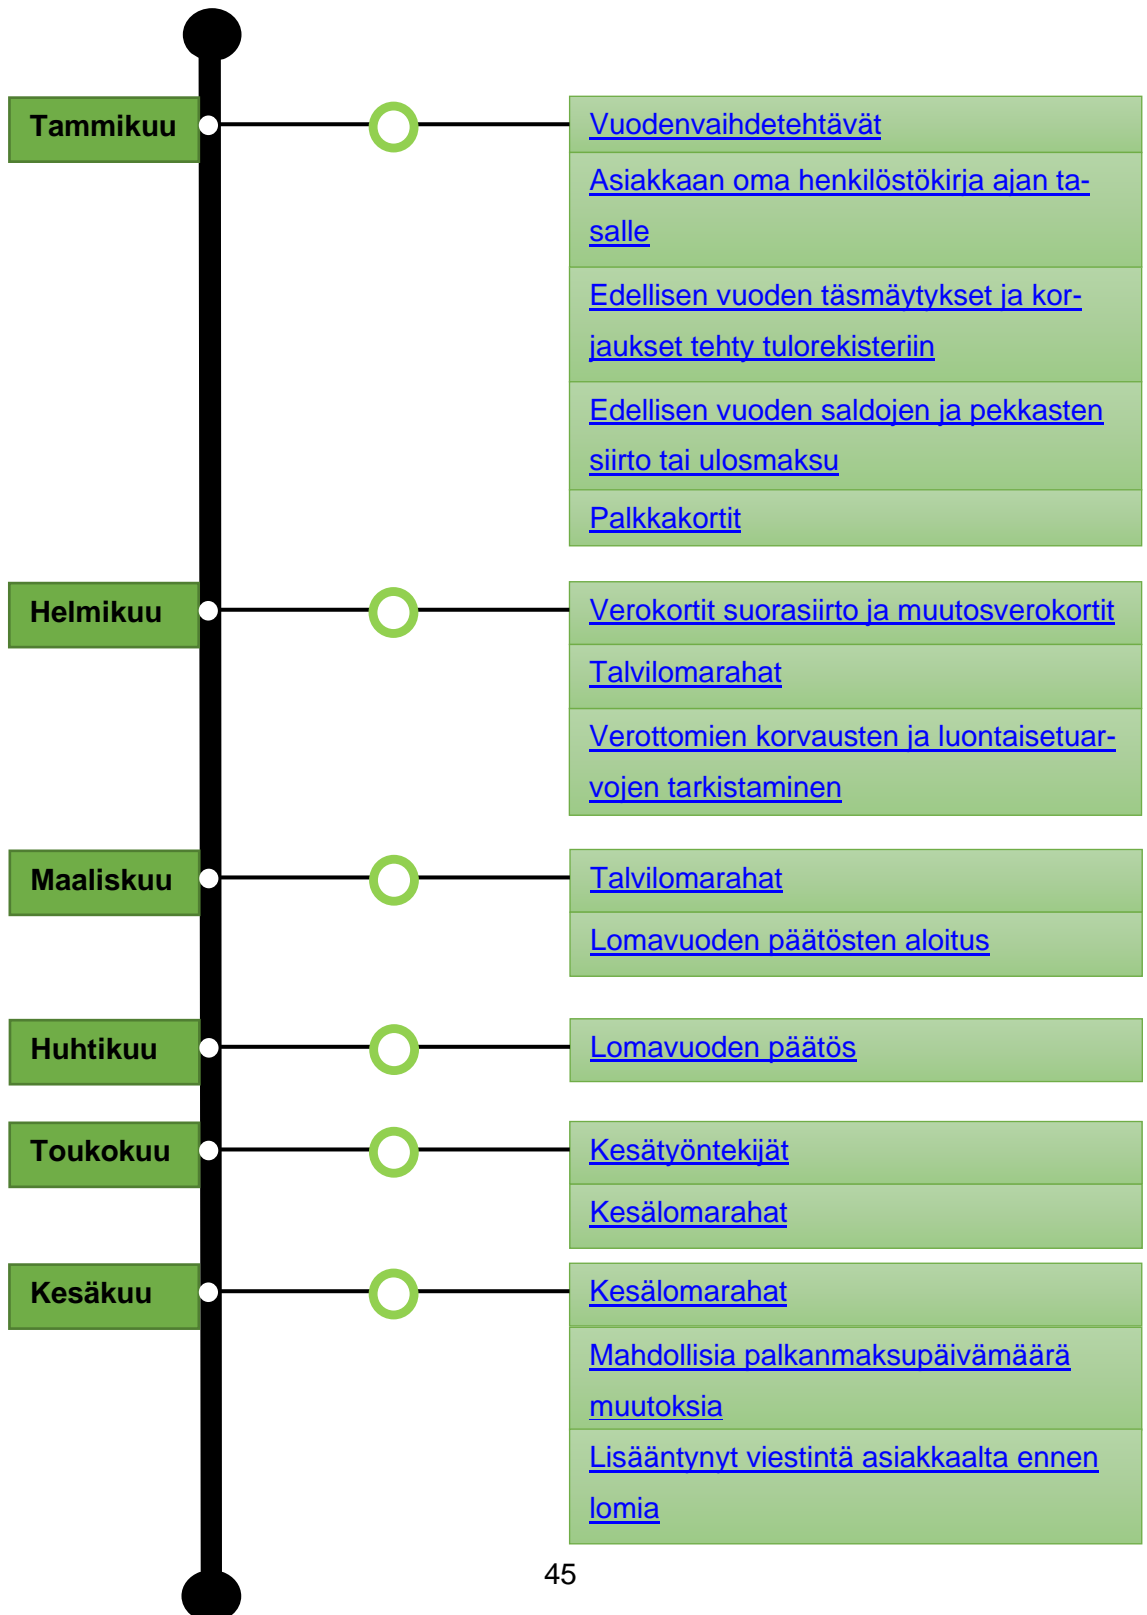 Tammikuu
Vuodenvaihdetehtävät
Asiakkaan oma henkilöstökirja ajan ta-
salle
Edellisen vuoden täsmäytykset ja kor-
jaukset tehty tulorekisteriin
Edellisen vuoden saldojen ja pekkasten
siirto tai ulosmaksu
Palkkakortit
Helmikuu
Verokortit suorasiirto ja muutosverokortit
Talvilomarahat
Verottomien korvausten ja luontaisetuar-
vojen tarkistaminen
Maaliskuu
Talvilomarahat
Lomavuoden päätösten aloitus
Huhtikuu
Lomavuoden päätös
Toukokuu
Kesätyöntekijät
Kesälomarahat
Kesäkuu
Kesälomarahat
Mahdollisia palkanmaksupäivämäärä
muutoksia
Lisääntynyt viestintä asiakkaalta ennen
lomia
45